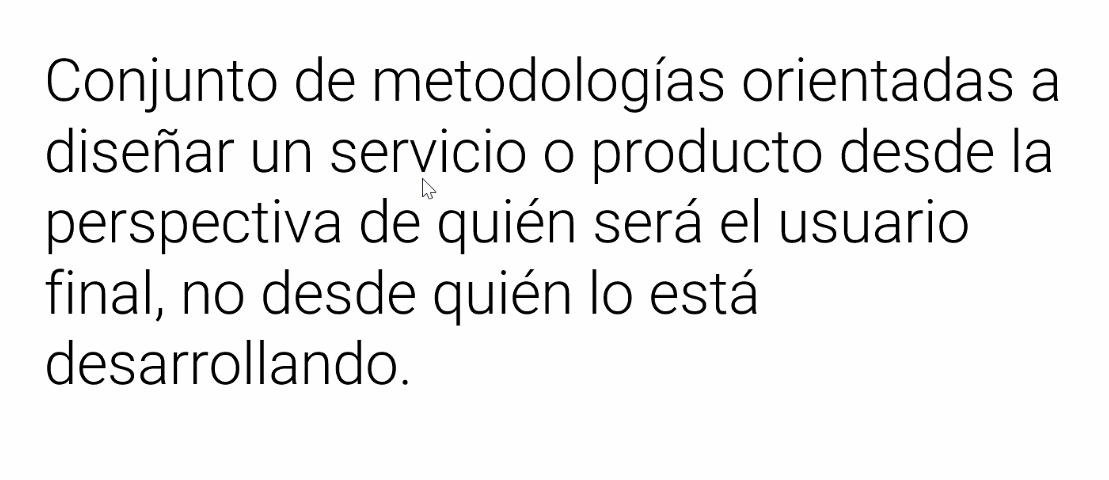 Conjunto de metodologías orientadas a
diseñar un servicio o producto desde la
perspectiva de quién será el usuario
final, no desde quién lo está
desarrollando.